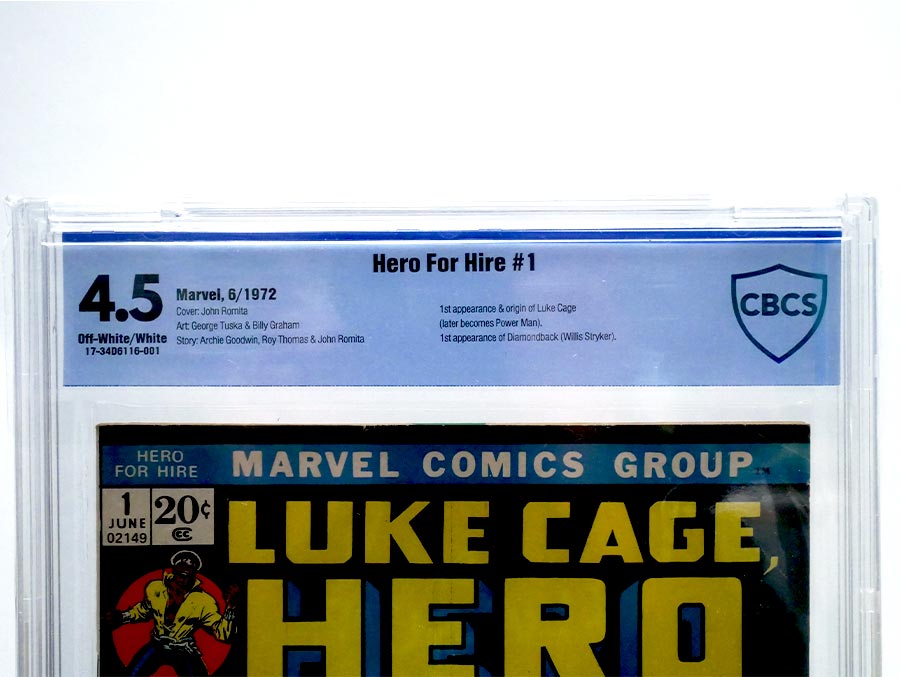 Hero For Hire #1
4.5
Off-White/White
17-34D6116-001
Marvel, 6/1972
Cover: John Romita
Art: George Tuska & Billy Graham
Story: Archie Goodwin, Roy Thomas & John Romita
1st appearance & origin of Luke Cage
(later becomes Power Man).
1st appearance of Diamondback (Willis Stryker).
CBCS
HERO
FOR HIRE
MARVEL COMICS GROUP™
1
JUNE
02149
20¢
CC
LUKE CAGE,
HERO